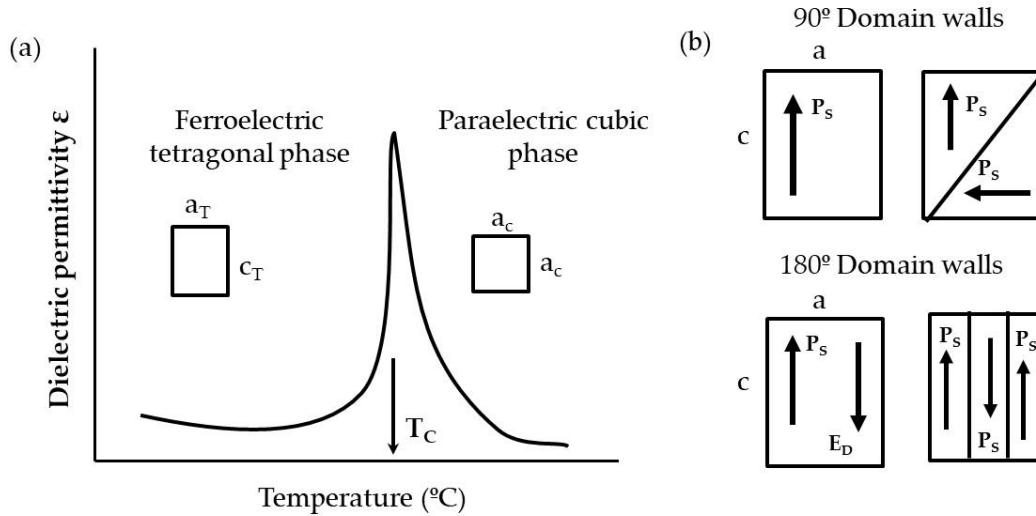 (a)
Dielectric permittivity ε
Ferroelectric
tetragonal phase
a_T
c_T
Paraelectric cubic
phase
a_c
a_c
T_C
Temperature (ºC)
(b)
90º Domain walls
a
c
P_S
P_S
P_S
180º Domain walls
a
c
P_S
E_D
P_S
P_S
P_S